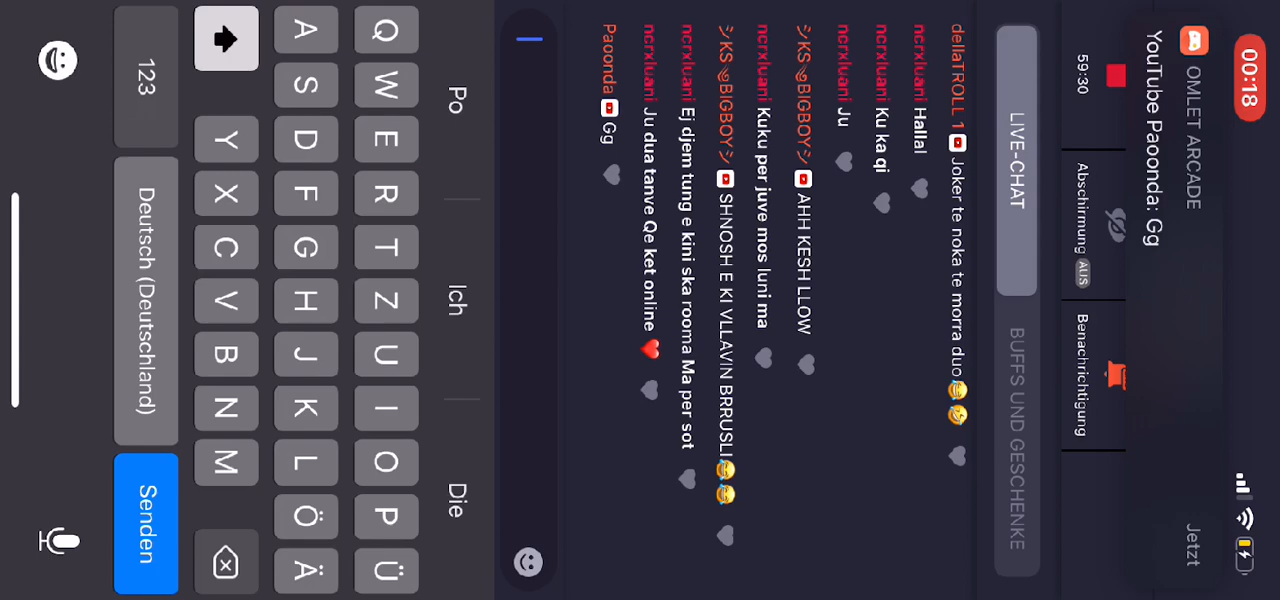 00:18
OMLET ARCADE
Jetzt
YouTube Paoonda: Gg
59:30
Abschirmung AUS
Benachrichtigung
LIVE-CHAT
BUFFS UND GESCHENKE
dellaTROLL 1 Joker te noka te morra duo😂🤣
ncrxluani Hallal
ncrxluani Ku ka qi
ncrxluani Ju
シKS༄BIGBOYシ AHH KESH LLOW
ncrxluani Kuku per juve mos luni ma
シKS༄BIGBOYシ SHNOSH E KI VLLAVIN BRRUSLI😂😂
ncrxluani Ej djem tung e kini ska rooma Ma per sot
ncrxluani Ju dua tanve Qe ket online ❤️
Paoonda Gg
Po
Ich
Die
Q W E R T Z U I O P Ü
A S D F G H J K L Ö Ä
Y X C V B N M
123
Deutsch (Deutschland)
Senden